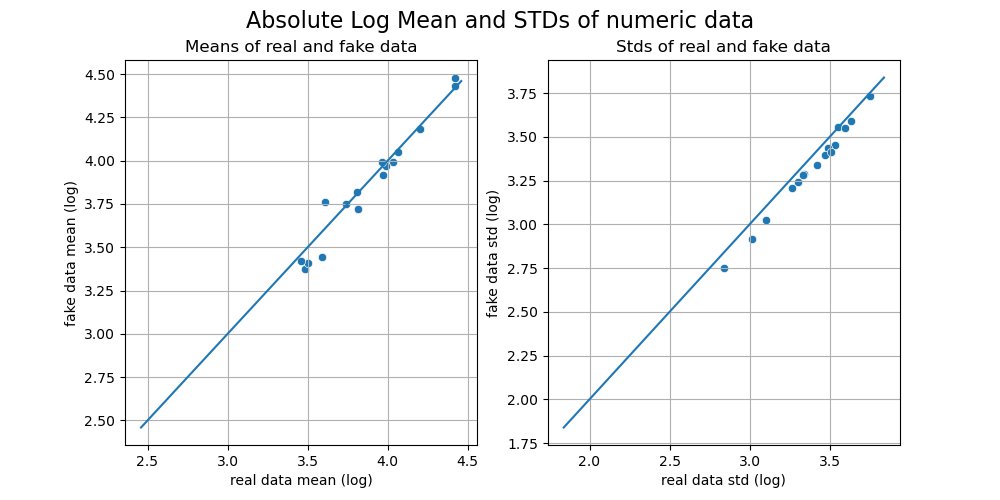 Absolute Log Mean and STDs of numeric data
Means of real and fake data
4.50
4.25
4.00
3.75
3.50
3.25
3.00
2.75
2.50
fake data mean (log)
2.5 3.0 3.5 4.0 4.5
real data mean (log)
Stds of real and fake data
3.75
3.50
3.25
3.00
2.75
2.50
2.25
2.00
1.75
fake data std (log)
2.0 2.5 3.0 3.5
real data std (log)